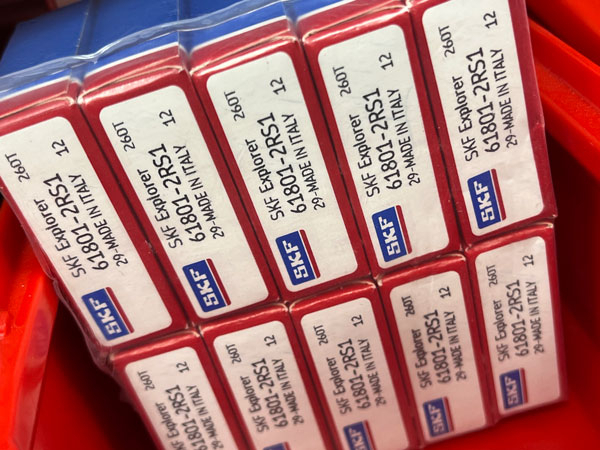 260T 12
SKF Explorer
61801-2RS1
29-MADE IN ITALY
SKF
260T 12
SKF Explorer
61801-2RS1
29-MADE IN ITALY
SKF
260T 12
SKF Explorer
61801-2RS1
29-MADE IN ITALY
SKF
260T 12
SKF Explorer
61801-2RS1
29-MADE IN ITALY
SKF
260T 12
SKF Explorer
61801-2RS1
29-MADE IN ITALY
SKF
260T 12
SKF Explorer
61801-2RS1
29-MADE IN ITALY
260T 12
SKF Explorer
61801-2RS1
29-MADE IN ITALY
260T 12
SKF Explorer
61801-2RS1
29-MADE IN ITALY
SKF
260T 12
SKF Explorer
61801-2RS1
29-MADE IN ITALY
SKF
260T 12
SKF Explorer
61801-2RS1
29-MADE IN ITALY
SKF